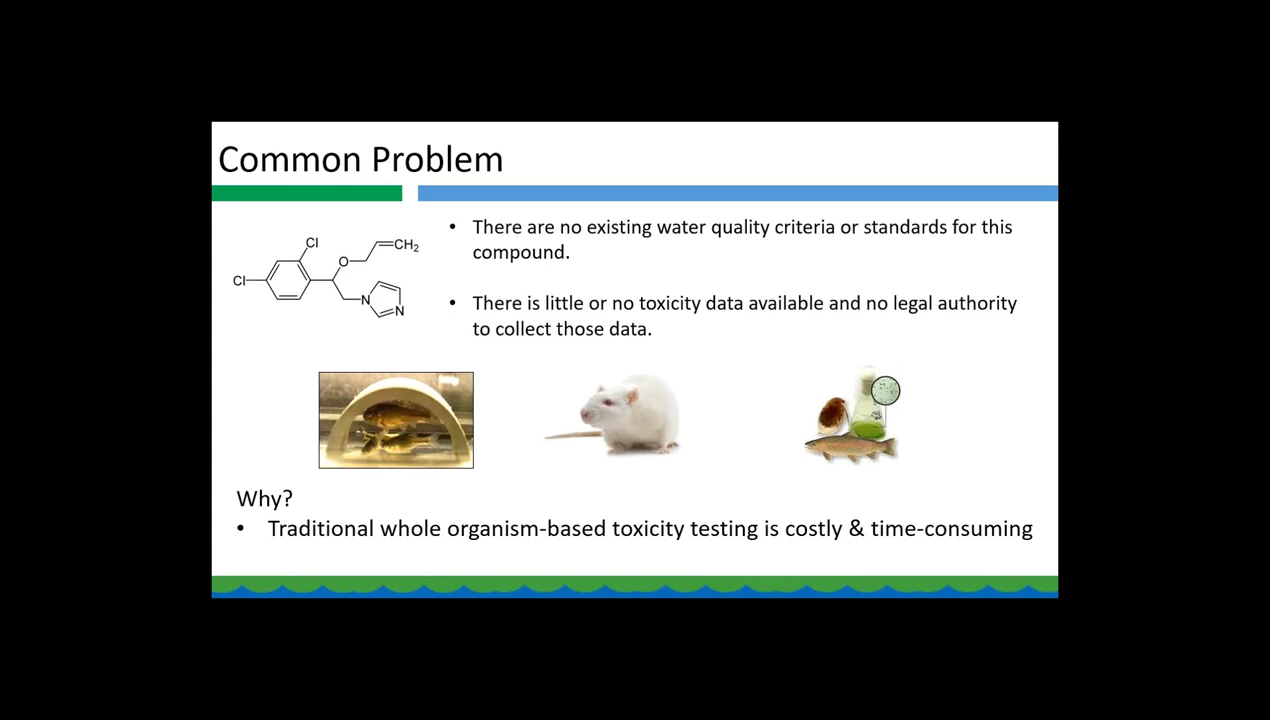 Common Problem
Cl
Cl
O
CH2
N
N
• There are no existing water quality criteria or standards for this
compound.
• There is little or no toxicity data available and no legal authority
to collect those data.
Why?
• Traditional whole organism-based toxicity testing is costly & time-consuming